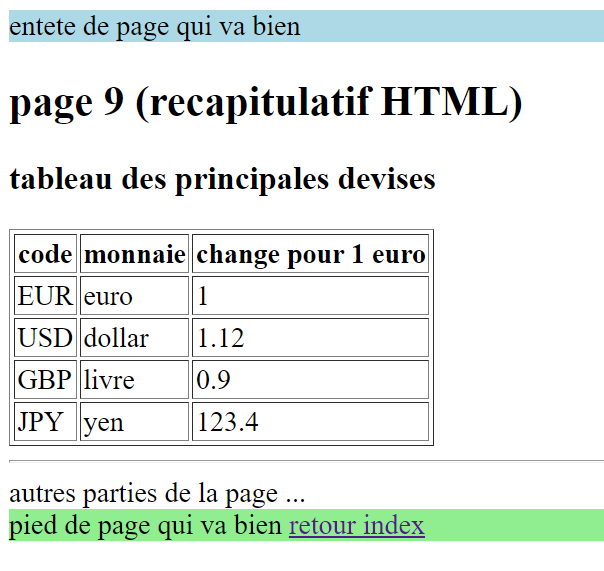 entete de page qui va bien
page 9 (recapitulatif HTML)
tableau des principales devises
code monnaie change pour 1 euro
EUR euro 1
USD dollar 1.12
GBP livre 0.9
JPY yen 123.4
autres parties de la page ...
pied de page qui va bien retour index